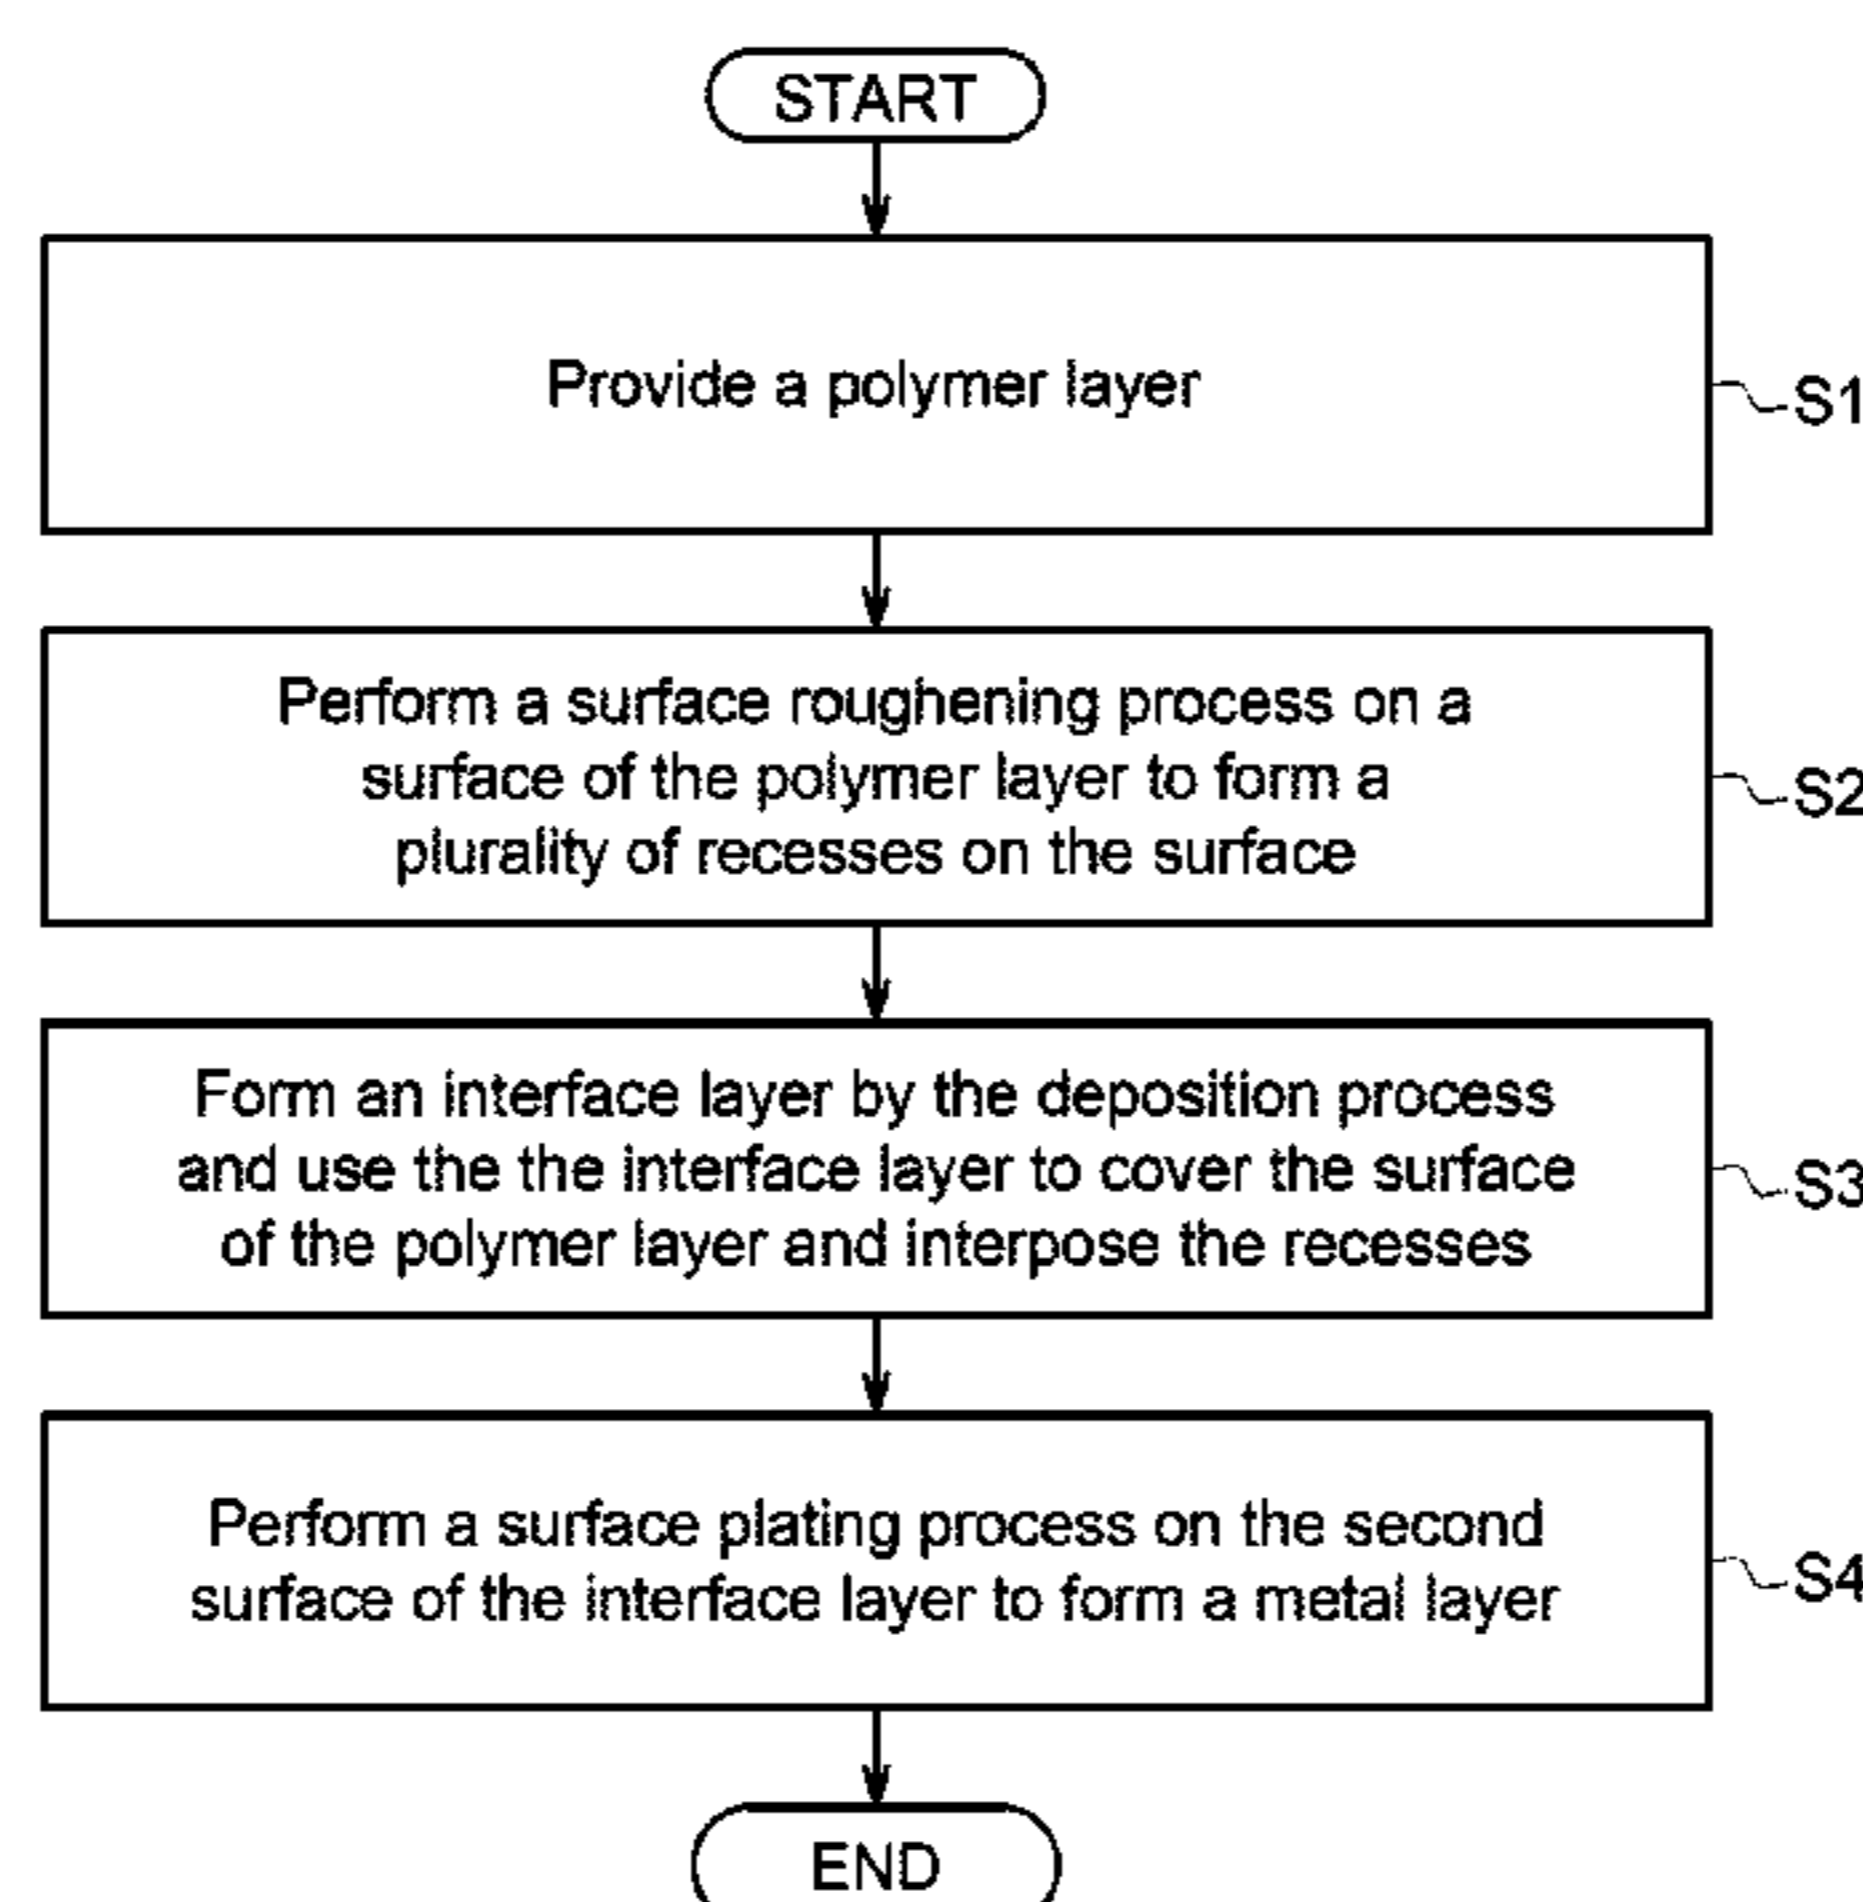 START
Provide a polymer layer
S1
Perform a surface roughening process on a
surface of the polymer layer to form a
plurality of recesses on the surface
S2
Form an interface layer by the deposition process
and use the the interface layer to cover the surface
of the polymer layer and interpose the recesses
S3
Perform a surface plating process on the second
surface of the interface layer to form a metal layer
S4
END